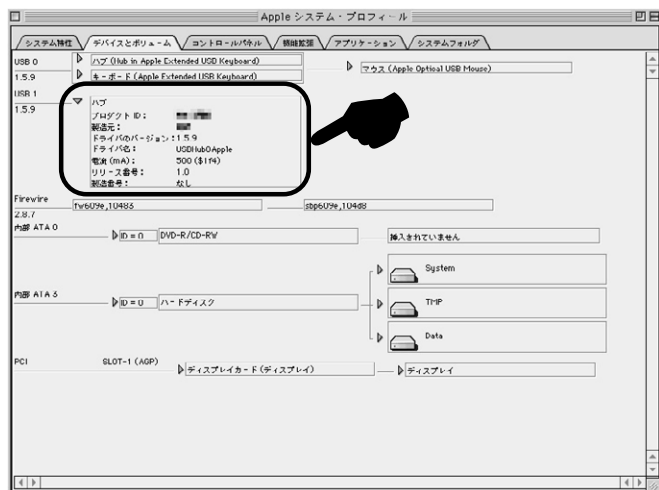 Apple システム・プロフィール
システム特性 デバイスとボリューム コントロールパネル 機能拡張 アプリケーション システムフォルダ
USB 0 ハブ (Hub in Apple Extended USB Keyboard) マウス (Apple Optical USB Mouse)
1.5.9 キーボード (Apple Extended USB Keyboard)
USB 1 ハブ
1.5.9
プロダクト ID：
製造元：
ドライバのバージョン：1.5.9
ドライバ名： USBHub0Apple
電流 (mA)： 500 ($1f4)
リリース番号： 1.0
製造番号： なし
Firewire fw609e,10483 sbp609e,104d8
2.8.7
内部 ATA 0 ID = 0 DVD-R/CD-RW 挿入されていません
System
内部 ATA 3 ID = 0 ハードディスク TMP
Data
PCI SLOT-1 (AGP) ディスプレイカード (ディスプレイ) ディスプレイ